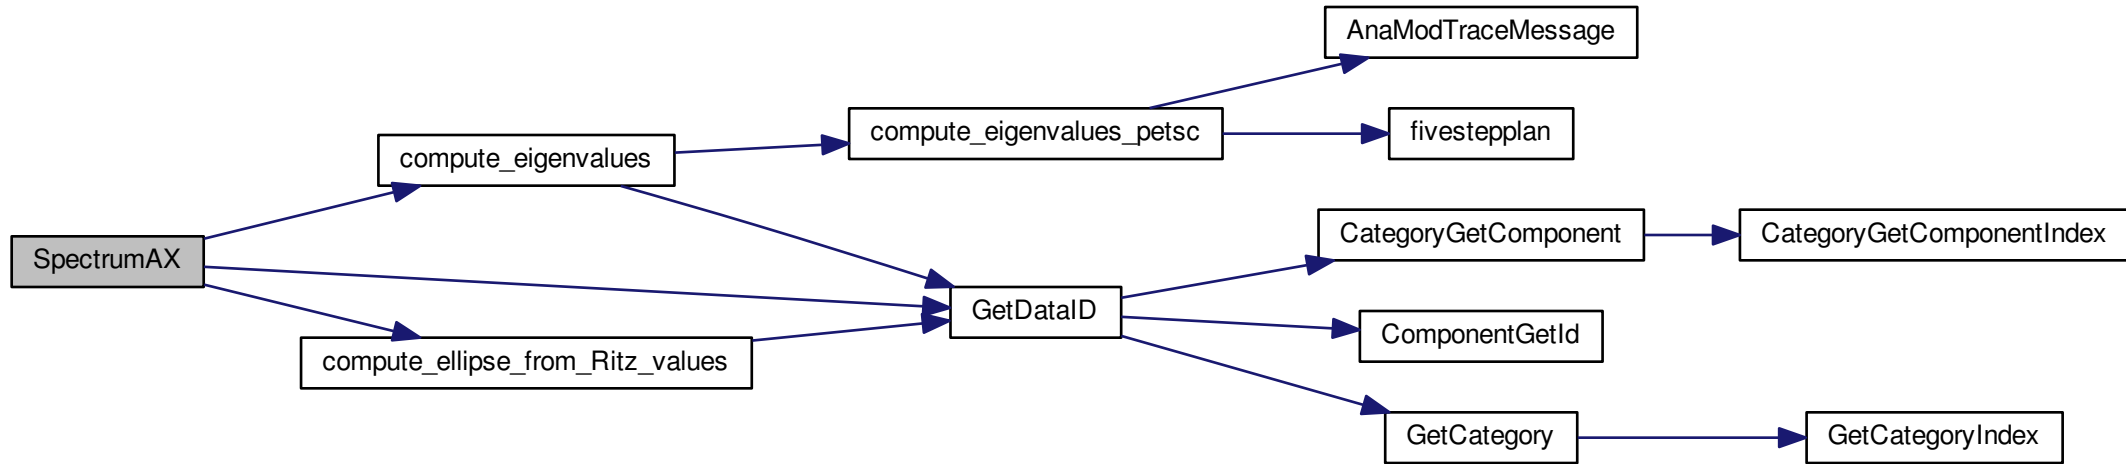 AnaModTraceMessage
compute_eigenvalues_petsc
fivestepplan
compute_eigenvalues
CategoryGetComponent
CategoryGetComponentIndex
SpectrumAX
GetDataID
ComponentGetId
compute_ellipse_from_Ritz_values
GetCategory
GetCategoryIndex